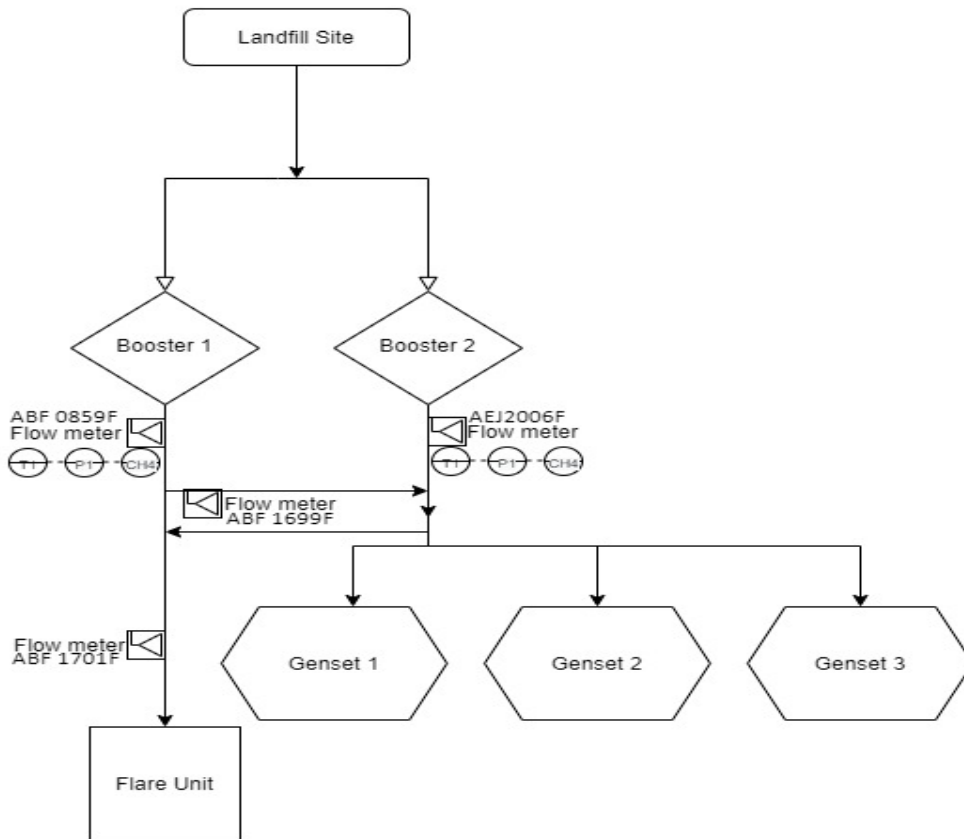 Landfill Site
Booster 1
Booster 2
ABF 0859F
Flow meter
T1
P1
CH4
AEJ2006F
Flow meter
T1
P1
CH4
Flow meter
ABF 1699F
Flow meter
ABF 1701F
Genset 1
Genset 2
Genset 3
Flare Unit